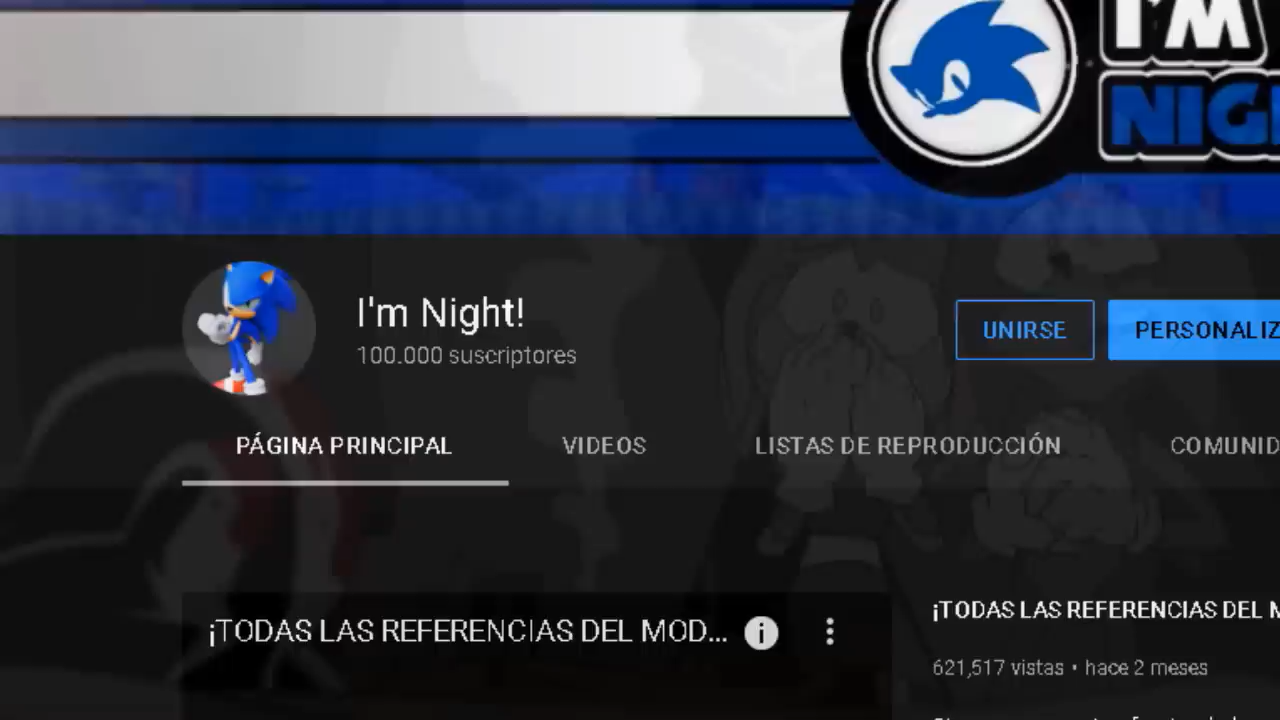 I'M
NIG
I'm Night!
100.000 suscriptores
UNIRSE
PERSONALIZ
PÁGINA PRINCIPAL
VIDEOS
LISTAS DE REPRODUCCIÓN
COMUNID
¡TODAS LAS REFERENCIAS DEL MOD...
¡TODAS LAS REFERENCIAS DEL M
621,517 vistas • hace 2 meses